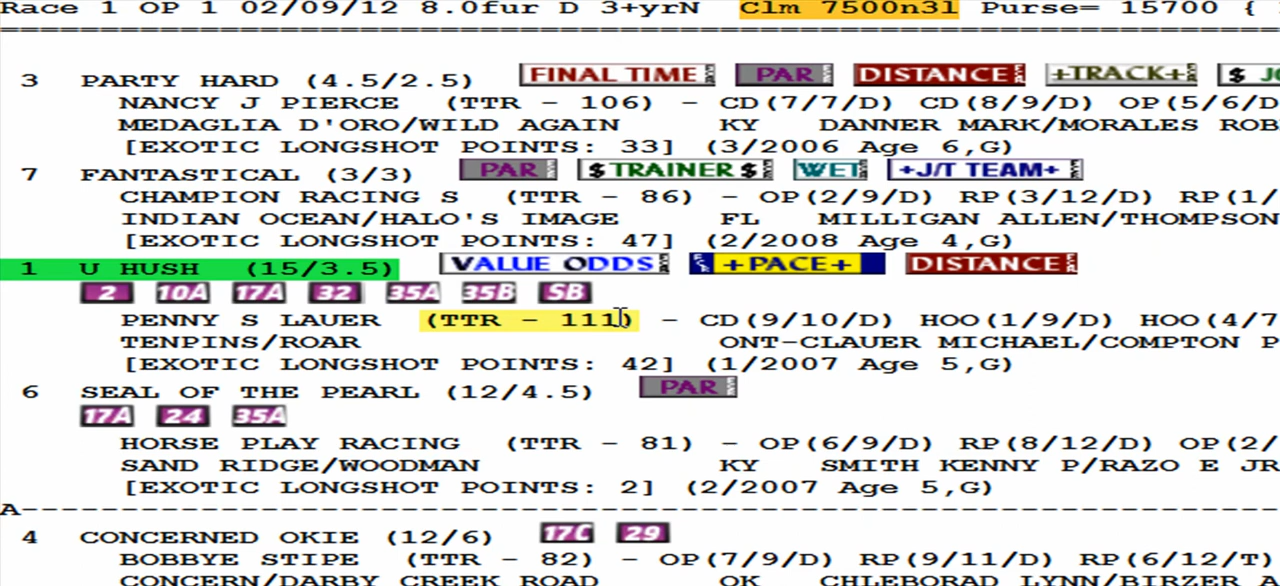 Race 1 OP 1 02/09/12 8.0fur D 3+yrN Clm 7500n3l Purse= 15700 {
3 PARTY HARD (4.5/2.5) FINAL TIME PAR DISTANCE +TRACK+ $ JO
NANCY J PIERCE (TTR - 106) - CD(7/7/D) CD(8/9/D) OP(5/6/D
MEDAGLIA D'ORO/WILD AGAIN KY DANNER MARK/MORALES ROB
[EXOTIC LONGSHOT POINTS: 33] (3/2006 Age 6,G)
7 FANTASTICAL (3/3) PAR $TRAINER$ WET +J/T TEAM+
CHAMPION RACING S (TTR - 86) - OP(2/9/D) RP(3/12/D) RP(1/
INDIAN OCEAN/HALO'S IMAGE FL MILLIGAN ALLEN/THOMPSON
[EXOTIC LONGSHOT POINTS: 47] (2/2008 Age 4,G)
1 U HUSH (15/3.5) VALUE ODDS +PACE+ DISTANCE
2 10A 17A 32 35A 35B SB
PENNY S LAUER (TTR - 111) - CD(9/10/D) HOO(1/9/D) HOO(4/7
TENPINS/ROAR ONT-CLAUER MICHAEL/COMPTON P
[EXOTIC LONGSHOT POINTS: 42] (1/2007 Age 5,G)
6 SEAL OF THE PEARL (12/4.5) PAR
17A 24 35A
HORSE PLAY RACING (TTR - 81) - OP(6/9/D) RP(8/12/D) OP(2/
SAND RIDGE/WOODMAN KY SMITH KENNY P/RAZO E JR
[EXOTIC LONGSHOT POINTS: 2] (2/2007 Age 5,G)
A----------------------------------------------------------------
4 CONCERNED OKIE (12/6) 17C 29
BOBBYE STIPE (TTR - 82) - OP(7/9/D) RP(9/11/D) RP(6/12/T)
CONCERN/DARBY CREEK ROAD OK CHLEBORAD LYNN/BIRZER A